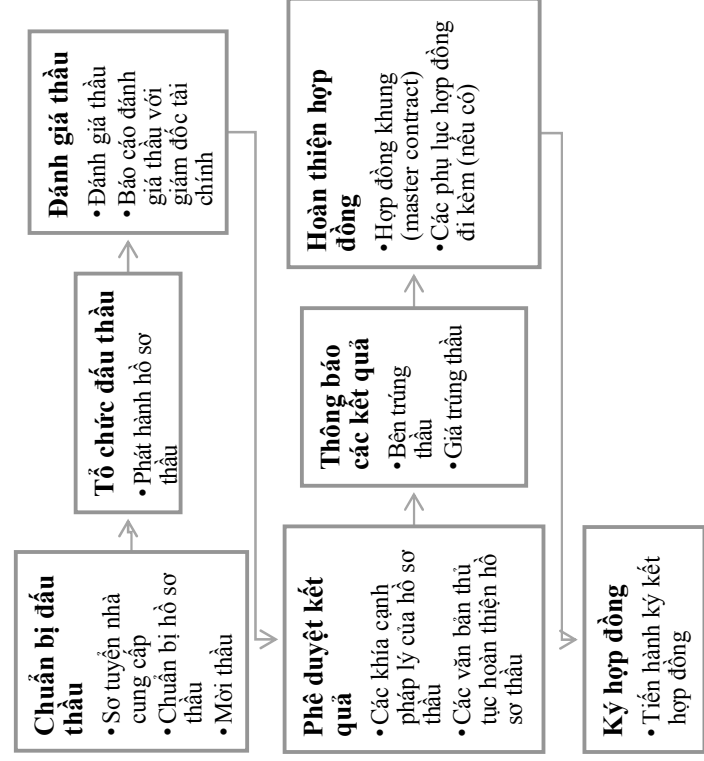 Chuẩn bị đấu
thầu
•Sơ tuyển nhà
cung cấp
•Chuẩn bị hồ sơ
thầu
•Mời thầu
Tổ chức đấu thầu
•Phát hành hồ sơ
thầu
Đánh giá thầu
•Đánh giá thầu
•Báo cáo đánh
giá thầu với
giám đốc tài
chính
Phê duyệt kết
quả
•Các khía cạnh
pháp lý của hồ sơ
thầu
•Các văn bản thủ
tục hoàn thiện hồ
sơ thầu
Thông báo
các kết quả
•Bên trúng
thầu
•Giá trúng thầu
Hoàn thiện hợp
đồng
•Hợp đồng khung
(master contract)
•Các phụ lục hợp đồng
đi kèm (nếu có)
Ký hợp đồng
•Tiến hành ký kết
hợp đồng